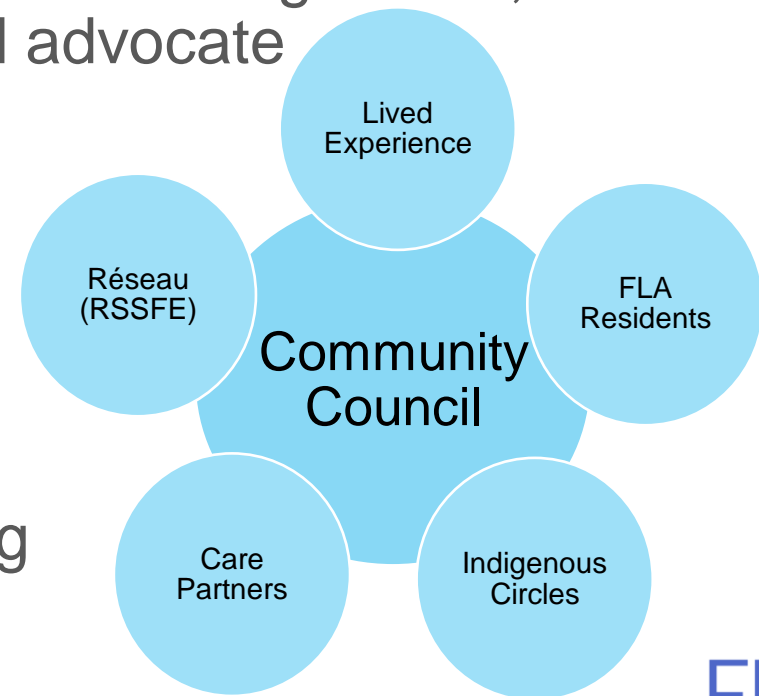 advocate
Lived
Experience
Réseau
(RSSFE)
FLA
Residents
Community
Council
Care
Partners
Indigenous
Circles